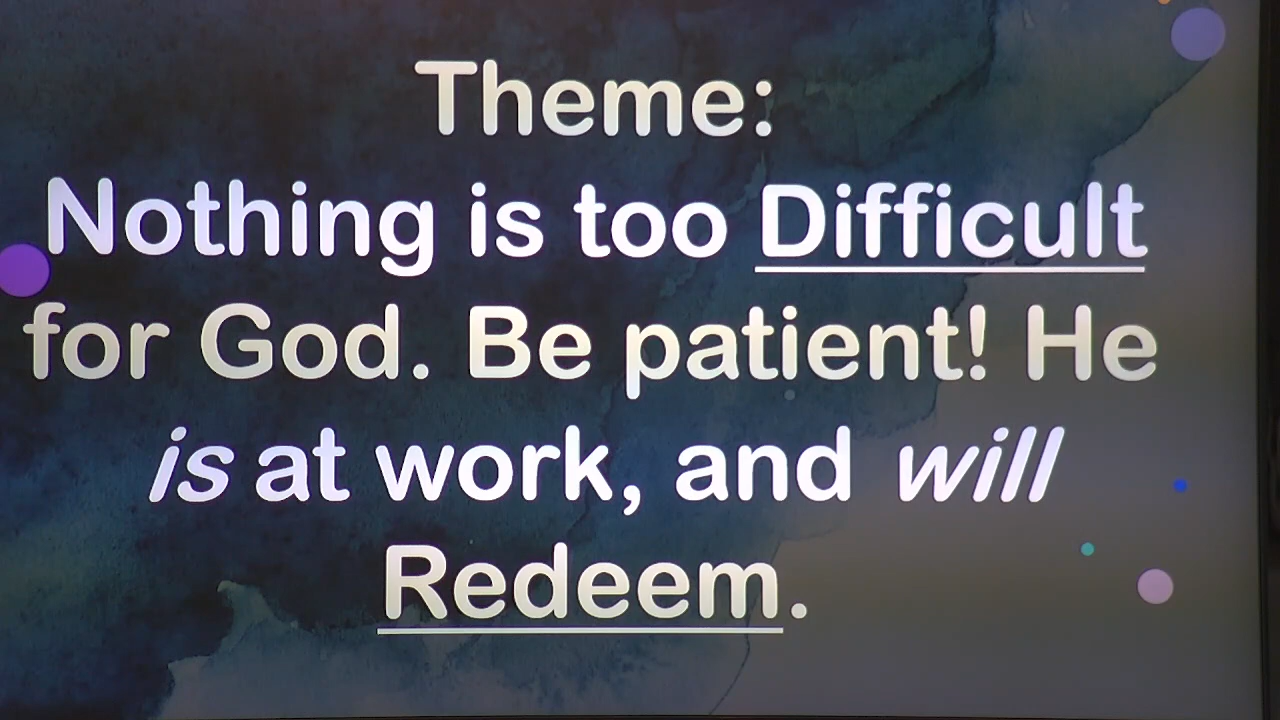 Theme:
Nothing is too Difficult
for God. Be patient! He
is at work, and will
Redeem.